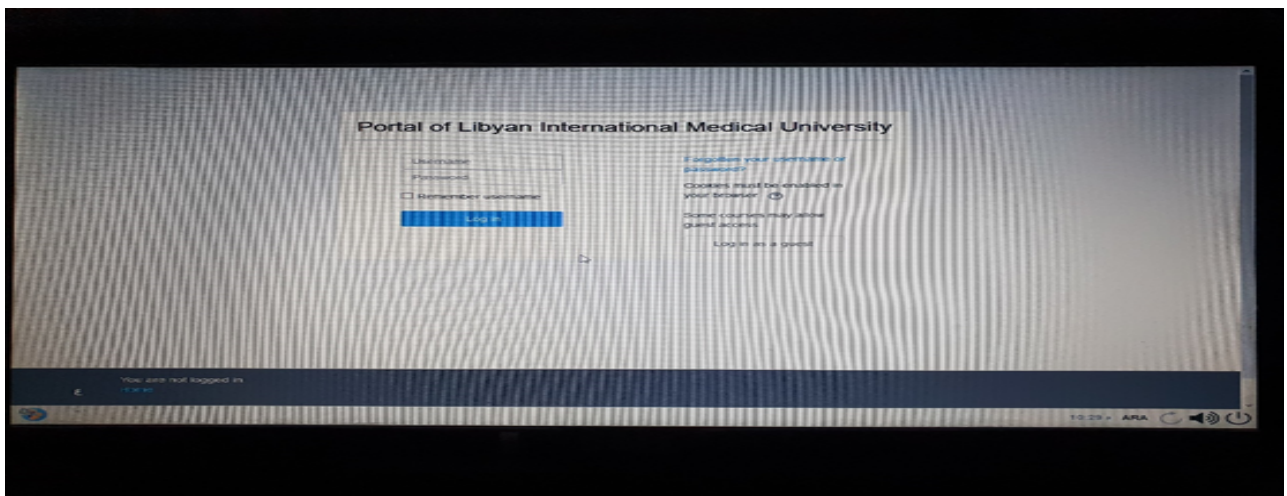 Portal of Libyan International Medical University
Username
Password
Remember username
Log in
Forgotten your username or
password?
Cookies must be enabled in
your browser
Some courses may allow
guest access
Log in as a guest
You are not logged in.
10:29 ARA